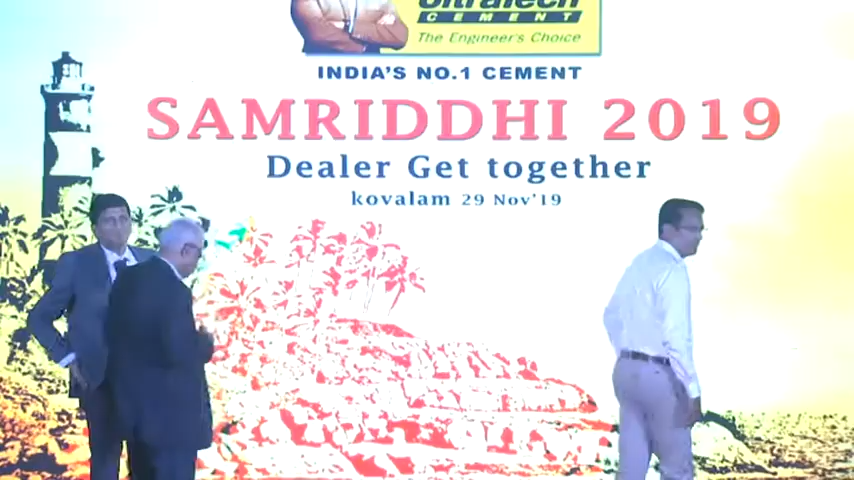 UltraTech
CEMENT
The Engineer's Choice
INDIA'S NO.1 CEMENT
SAMRIDDHI 2019
Dealer Get together
kovalam 29 Nov'19